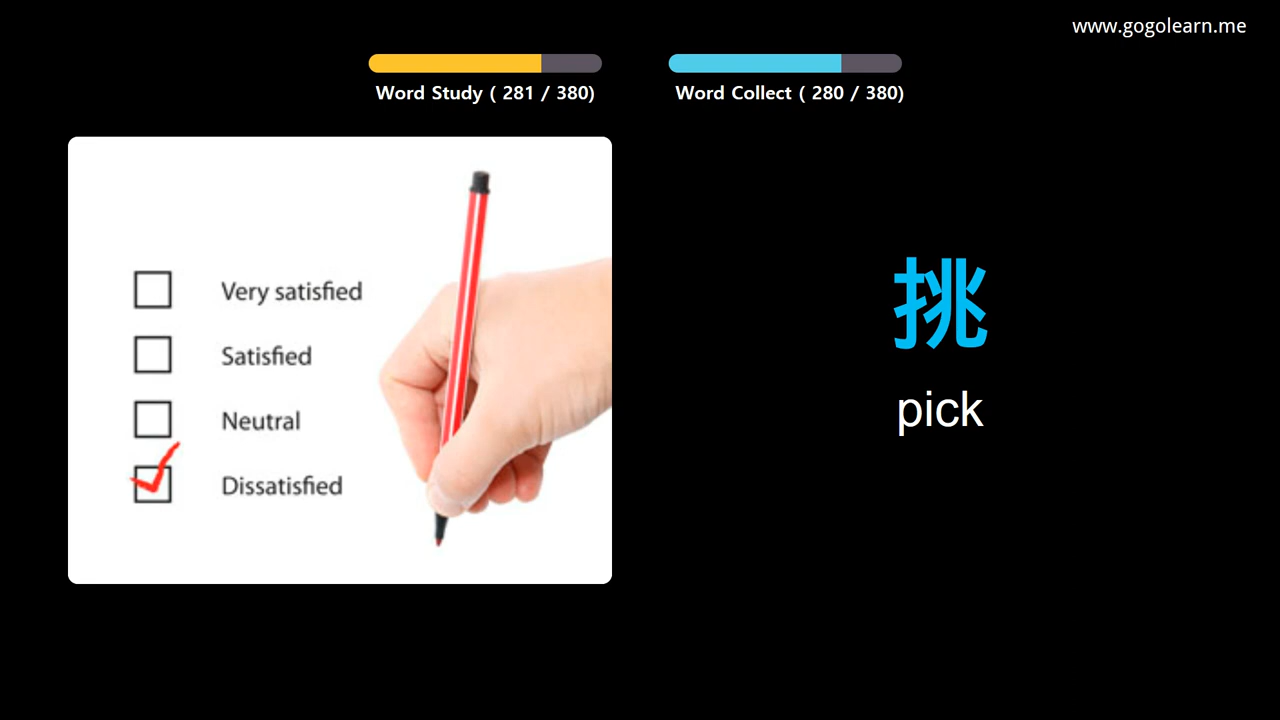 www.gogolearn.me
Word Study ( 281 / 380)
Word Collect ( 280 / 380)
Very satisfied
Satisfied
Neutral
Dissatisfied
挑
pick